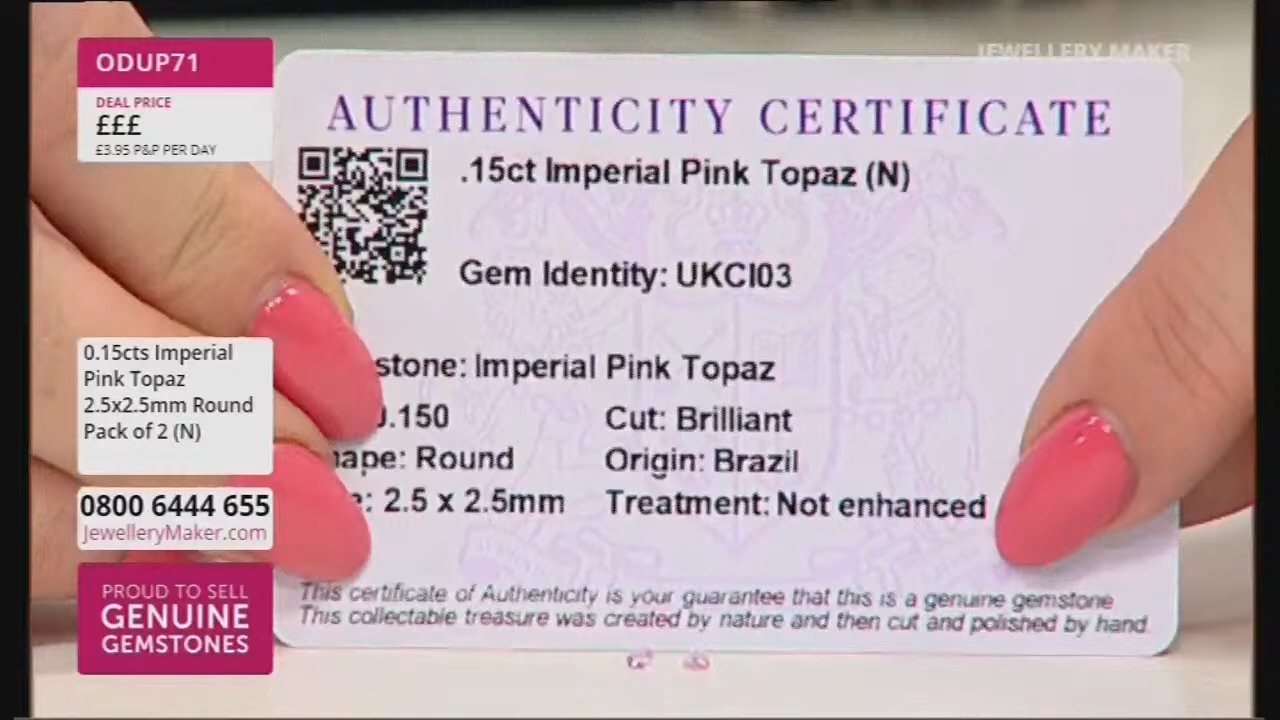 ODUP71
DEAL PRICE
£££
£3.95 P&P PER DAY
0.15cts Imperial
Pink Topaz
2.5x2.5mm Round
Pack of 2 (N)
0800 6444 655
JewelleryMaker.com
PROUD TO SELL
GENUINE
GEMSTONES
JEWELLERY MAKER
AUTHENTICITY CERTIFICATE
.15ct Imperial Pink Topaz (N)
Gem Identity: UKCI03
stone: Imperial Pink Topaz
.150 Cut: Brilliant
ape: Round Origin: Brazil
: 2.5 x 2.5mm Treatment: Not enhanced
This certificate of Authenticity is your guarantee that this is a genuine gemstone
This collectable treasure was created by nature and then cut and polished by hand.